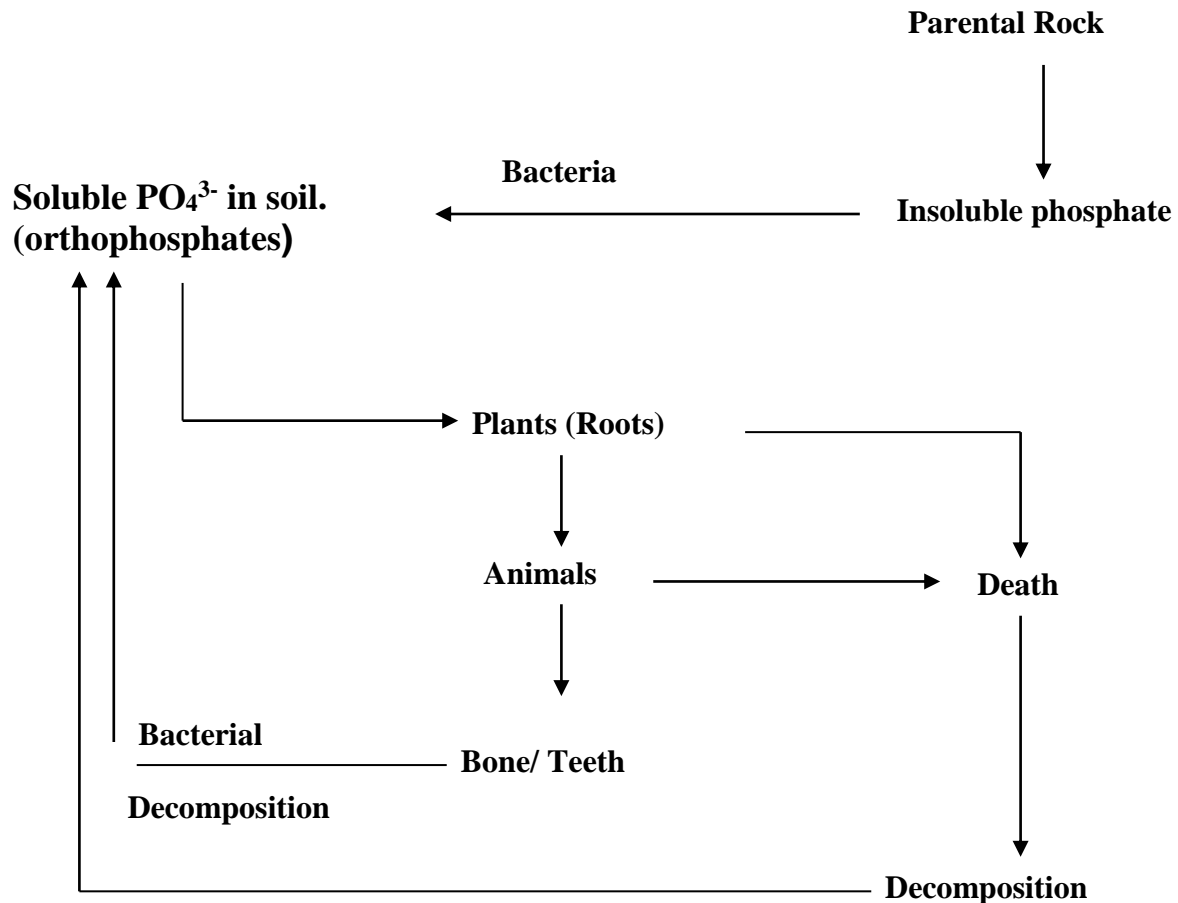 Parental Rock
Bacteria
Soluble PO₄³⁻ in soil.
(orthophosphates)
Insoluble phosphate
Plants (Roots)
Animals
Death
Bacterial
Bone/ Teeth
Decomposition
Decomposition